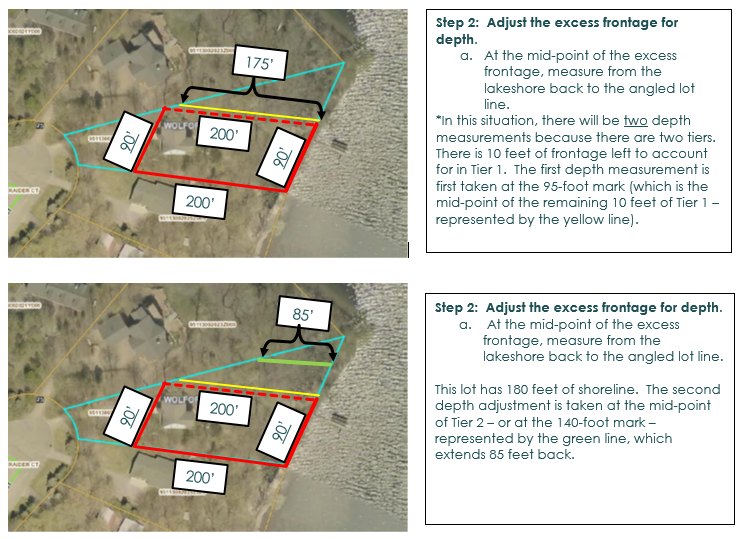 175’
WOLFOR
90’
200’
90’
200’
RAIDER CT.
Step 2:  Adjust the excess frontage for
depth.
a.   At the mid-point of the excess
frontage, measure from the
lakeshore back to the angled lot
line.
*In this situation, there will be two depth
measurements because there are two tiers.
There is 10 feet of frontage left to account
for in Tier 1.  The first depth measurement is
first taken at the 95-foot mark (which is the
mid-point of the remaining 10 feet of Tier 1 –
represented by the yellow line).
85’
WOLFOR
90’
200’
90’
200’
RAIDER CT.
Step 2:  Adjust the excess frontage for depth.
a.   At the mid-point of the excess
frontage, measure from the
lakeshore back to the angled lot line.
This lot has 180 feet of shoreline.  The second
depth adjustment is taken at the mid-point
of Tier 2 – or at the 140-foot mark –
represented by the green line, which
extends 85 feet back.